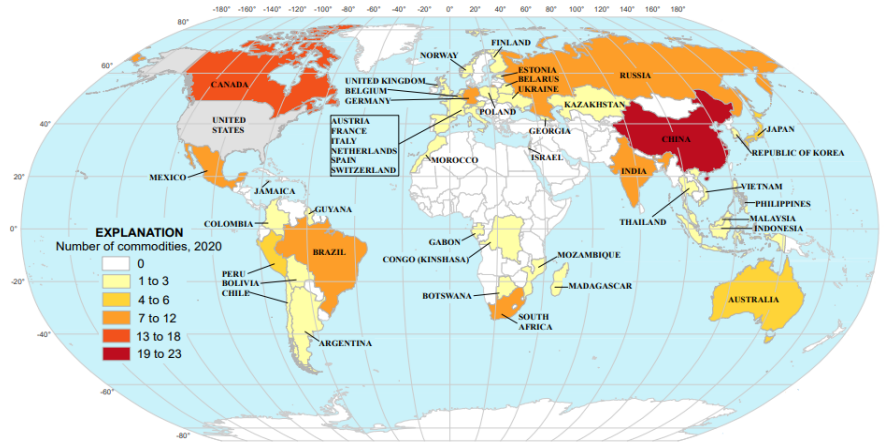 -180° -160° -140° -120° -100° -80° -60° -40° -20° 0° 20° 40° 60° 80° 100° 120° 140° 160° 180°
80°
FINLAND
NORWAY
60°
ESTONIA
RUSSIA
UNITED KINGDOM
BELARUS
CANADA
BELGIUM
UKRAINE
GERMANY
KAZAKHSTAN
POLAND
UNITED
STATES
AUSTRIA
FRANCE
ITALY
NETHERLANDS
SPAIN
SWITZERLAND
40°
GEORGIA
JAPAN
CHINA
REPUBLIC OF KOREA
MOROCCO
ISRAEL
INDIA
MEXICO
20°
JAMAICA
VIETNAM
PHILIPPINES
GUYANA
THAILAND
MALAYSIA
COLOMBIA
INDONESIA
0°
EXPLANATION
Number of commodities, 2020
0
1 to 3
4 to 6
7 to 12
13 to 18
19 to 23
GABON
BRAZIL
CONGO (KINSHASA)
MOZAMBIQUE
PERU
BOLIVIA
CHILE
-20°
MADAGASCAR
BOTSWANA
AUSTRALIA
SOUTH
AFRICA
-40°
ARGENTINA
-60°
-80°